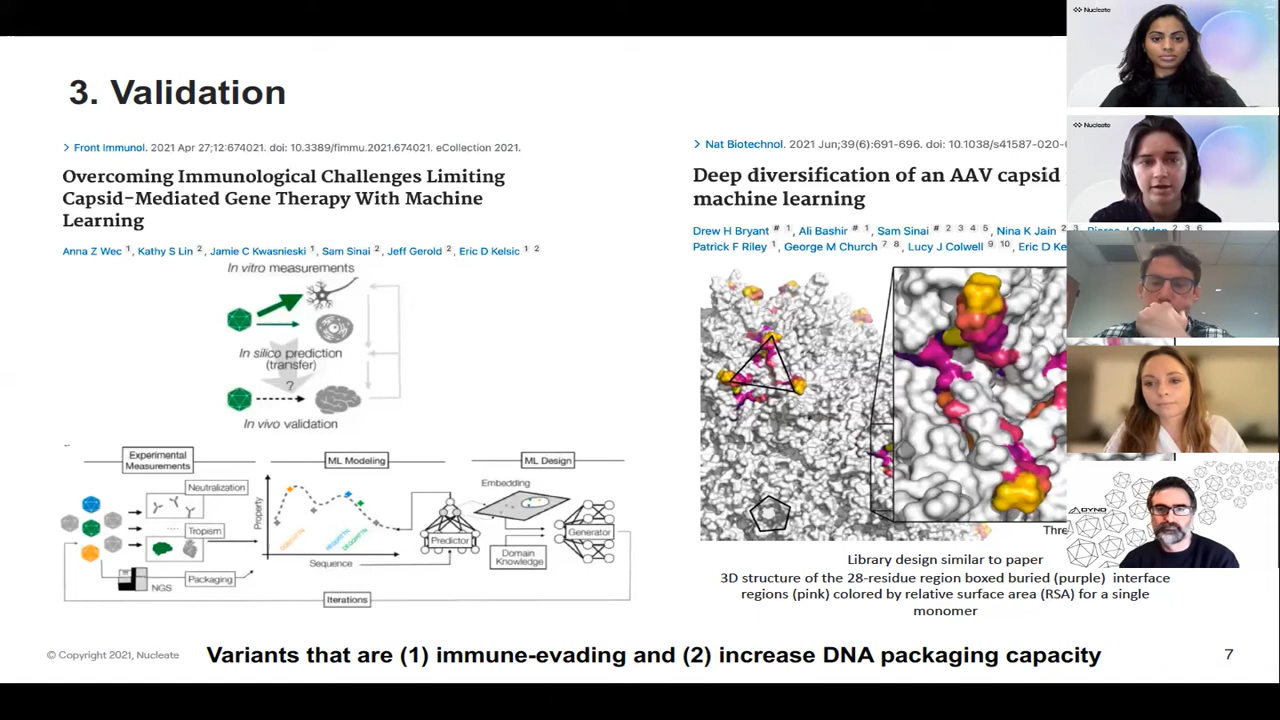 3. Validation
> Front Immunol. 2021 Apr 27;12:674021. doi: 10.3389/fimmu.2021.674021. eCollection 2021.
Overcoming Immunological Challenges Limiting
Capsid-Mediated Gene Therapy With Machine
Learning
Anna Z Wec 1, Kathy S Lin 2, Jamie C Kwasnieski 1, Sam Sinai 2, Jeff Gerold 2, Eric D Kelsic 1 2
In vitro measurements
In silico prediction
(transfer)
?
In vivo validation
Experimental
Measurements
ML Modeling
ML Design
Neutralization
Tropism
Packaging
NGS
Property
Sequence
Predictor
Embedding
Domain
Knowledge
Generator
Iterations
> Nat Biotechnol. 2021 Jun;39(6):691-696. doi: 10.1038/s41587-020-
Deep diversification of an AAV capsid
machine learning
Drew H Bryant # 1, Ali Bashir # 1, Sam Sinai # 2 3 4 5, Nina K Jain 2 3,
Patrick F Riley 1, George M Church 7 8, Lucy J Colwell 9 10, Eric D
Library design similar to paper
3D structure of the 28-residue region boxed buried (purple) interface
regions (pink) colored by relative surface area (RSA) for a single
monomer
Variants that are (1) immune-evading and (2) increase DNA packaging capacity
© Copyright 2021, Nucleate
7
Nucleate
Nucleate
DYNO